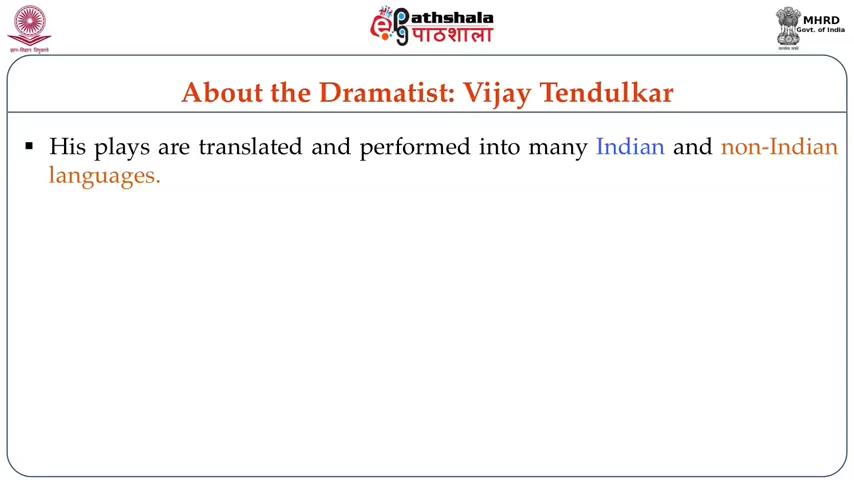 ePathshala
पाठशाला
MHRD
Govt. of India
About the Dramatist: Vijay Tendulkar
▪ His plays are translated and performed into many Indian and non-Indian
languages.